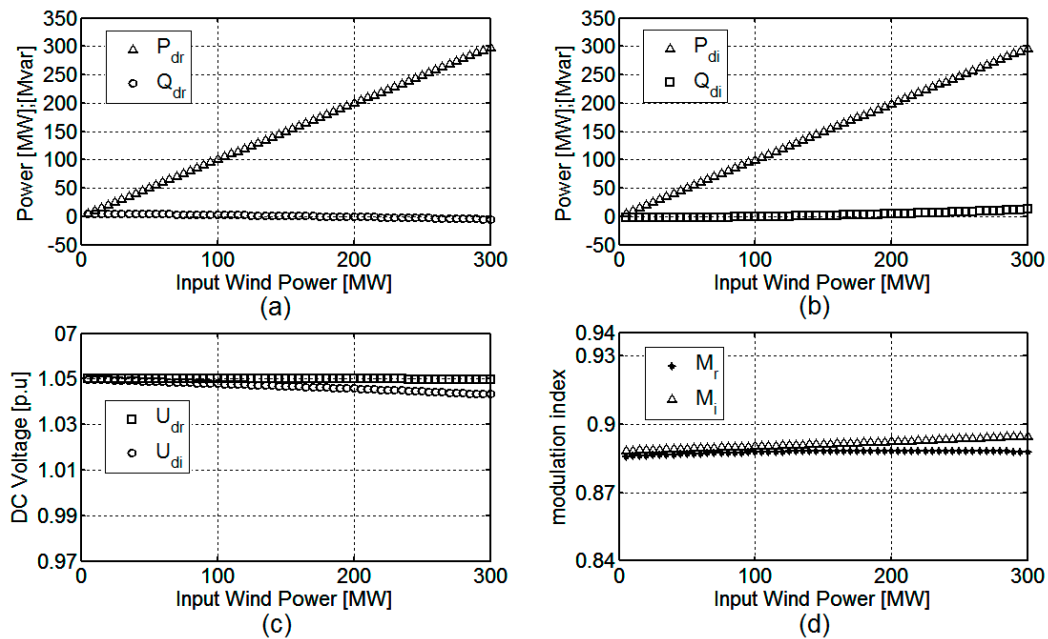 350
300
250
200
150
100
50
0
-50
Power [MW];[Mvar]
P_dr
Q_dr
0 100 200 300
Input Wind Power [MW]
(a)
350
300
250
200
150
100
50
0
-50
Power [MW];[Mvar]
P_di
Q_di
0 100 200 300
Input Wind Power [MW]
(b)
07
1.05
1.03
1.01
0.99
0.97
DC Voltage [p.u]
U_dr
U_di
0 100 200 300
Input Wind Power [MW]
(c)
0.94
0.93
0.9
0.87
0.84
modulation index
M_r
M_i
0 100 200 300
Input Wind Power [MW]
(d)